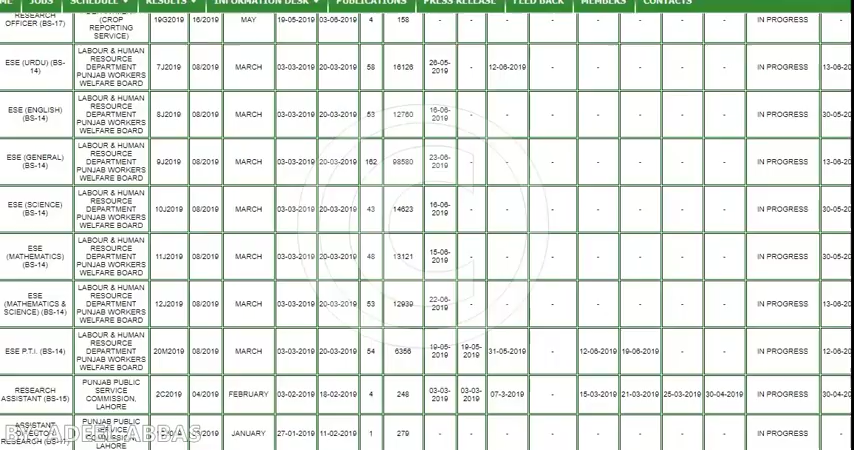 ME JOBS SCHEDULE RESULTS INFORMATION DESK PUBLICATIONS PRESS RELEASE FEED BACK MEMBERS CONTACTS
RESEARCH OFFICER (BS-17) (CROP REPORTING SERVICE) 19G2019 16/2019 MAY 19-05-2019 03-06-2019 4 158 - - - - - - - - IN PROGRESS -
ESE (URDU) (BS-14) LABOUR & HUMAN RESOURCE DEPARTMENT PUNJAB WORKERS WELFARE BOARD 7J2019 08/2019 MARCH 03-03-2019 20-03-2019 58 16126 26-05-2019 - 12-06-2019 - - - - - IN PROGRESS 13-06-20
ESE (ENGLISH) (BS-14) LABOUR & HUMAN RESOURCE DEPARTMENT PUNJAB WORKERS WELFARE BOARD 8J2019 08/2019 MARCH 03-03-2019 20-03-2019 53 12760 16-06-2019 - - - - - - - IN PROGRESS 30-05-20
ESE (GENERAL) (BS-14) LABOUR & HUMAN RESOURCE DEPARTMENT PUNJAB WORKERS WELFARE BOARD 9J2019 08/2019 MARCH 03-03-2019 20-03-2019 162 98580 23-06-2019 - - - - - - - IN PROGRESS 13-06-20
ESE (SCIENCE) (BS-14) LABOUR & HUMAN RESOURCE DEPARTMENT PUNJAB WORKERS WELFARE BOARD 10J2019 08/2019 MARCH 03-03-2019 20-03-2019 43 14623 16-06-2019 - - - - - - - IN PROGRESS 30-05-20
ESE (MATHEMATICS) (BS-14) LABOUR & HUMAN RESOURCE DEPARTMENT PUNJAB WORKERS WELFARE BOARD 11J2019 08/2019 MARCH 03-03-2019 20-03-2019 48 13121 15-06-2019 - - - - - - - IN PROGRESS 30-05-20
ESE (MATHEMATICS & SCIENCE) (BS-14) LABOUR & HUMAN RESOURCE DEPARTMENT PUNJAB WORKERS WELFARE BOARD 12J2019 08/2019 MARCH 03-03-2019 20-03-2019 53 12939 22-06-2019 - - - - - - - IN PROGRESS 13-06-20
ESE P.T.I. (BS-14) LABOUR & HUMAN RESOURCE DEPARTMENT PUNJAB WORKERS WELFARE BOARD 20M2019 08/2019 MARCH 03-03-2019 20-03-2019 54 6356 19-05-2019 19-05-2019 31-05-2019 - 12-06-2019 19-06-2019 - - IN PROGRESS 12-06-20
RESEARCH ASSISTANT (BS-15) PUNJAB PUBLIC SERVICE COMMISSION, LAHORE 2C2019 04/2019 FEBRUARY 03-02-2019 18-02-2019 4 248 03-03-2019 03-03-2019 07-3-2019 - 15-03-2019 21-03-2019 25-03-2019 30-04-2019 IN PROGRESS 30-04-20
ASSISTANT RESEARCH PUNJAB PUBLIC SERVICE COMMISSION, LAHORE JANUARY 27-01-2019 11-02-2019 1 279 - - - - - - - - IN PROGRESS -
BY ADEEL ABBAS